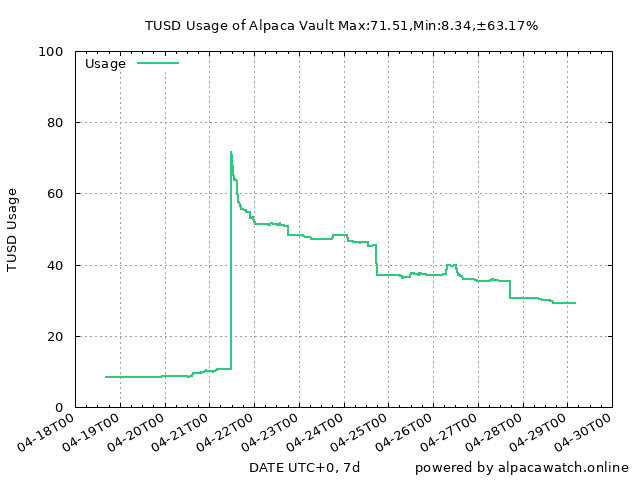 TUSD Usage of Alpaca Vault Max:71.51,Min:8.34,±63.17%
Usage
100
80
60
40
20
0
TUSD Usage
04-18T00
04-19T00
04-20T00
04-21T00
04-22T00
04-23T00
04-24T00
04-25T00
04-26T00
04-27T00
04-28T00
04-29T00
04-30T00
DATE UTC+0, 7d
powered by alpacawatch.online